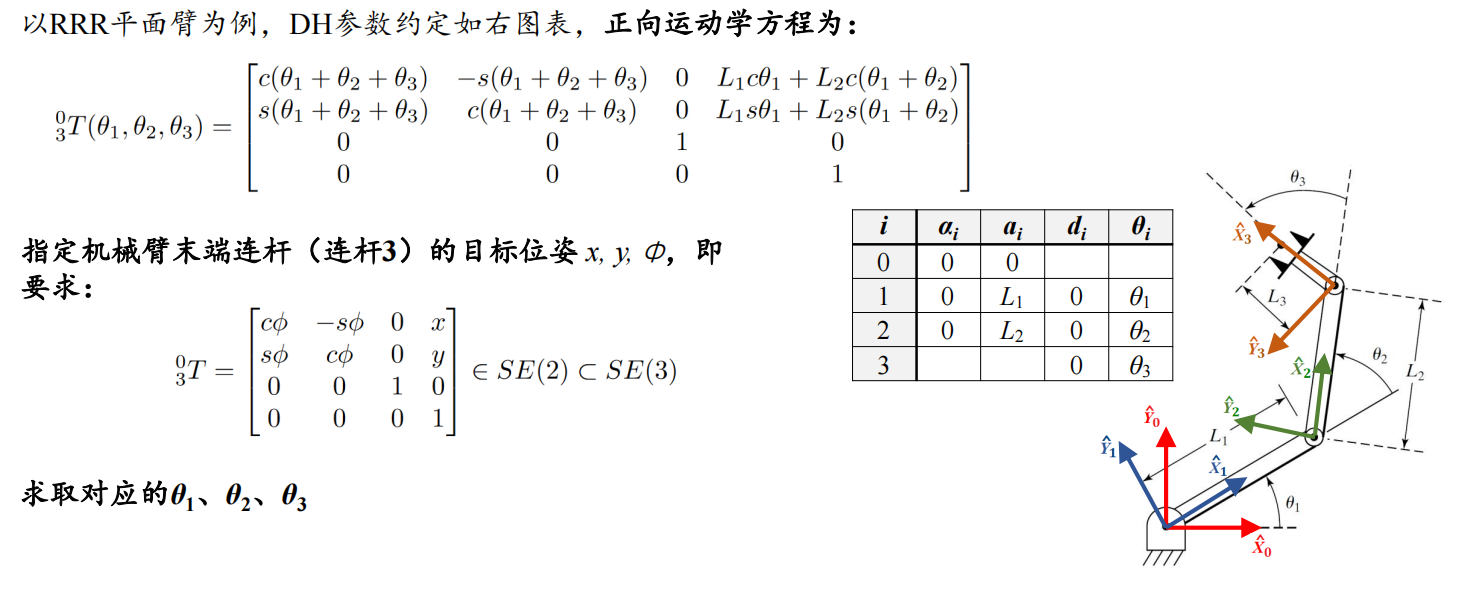 以RRR平面臂为例，DH参数约定如右图表，正向运动学方程为：
⁰₃T(θ₁, θ₂, θ₃) =
c(θ₁ + θ₂ + θ₃) −s(θ₁ + θ₂ + θ₃) 0 L₁cθ₁ + L₂c(θ₁ + θ₂)
s(θ₁ + θ₂ + θ₃) c(θ₁ + θ₂ + θ₃) 0 L₁sθ₁ + L₂s(θ₁ + θ₂)
0 0 1 0
0 0 0 1
指定机械臂末端连杆（连杆3）的目标位姿 x, y, Φ，即
要求：
⁰₃T =
cϕ −sϕ 0 x
sϕ cϕ 0 y
0 0 1 0
0 0 0 1
∈ SE(2) ⊂ SE(3)
求取对应的θ₁、θ₂、θ₃
i αᵢ aᵢ dᵢ θᵢ
0 0 0
1 0 L₁ 0 θ₁
2 0 L₂ 0 θ₂
3 0 θ₃
θ₃
X̂₃
L₃
Ŷ₃
θ₂
X̂₂
L₂
Ŷ₂
Ŷ₀
L₁
Ŷ₁
X̂₁
θ₁
X̂₀